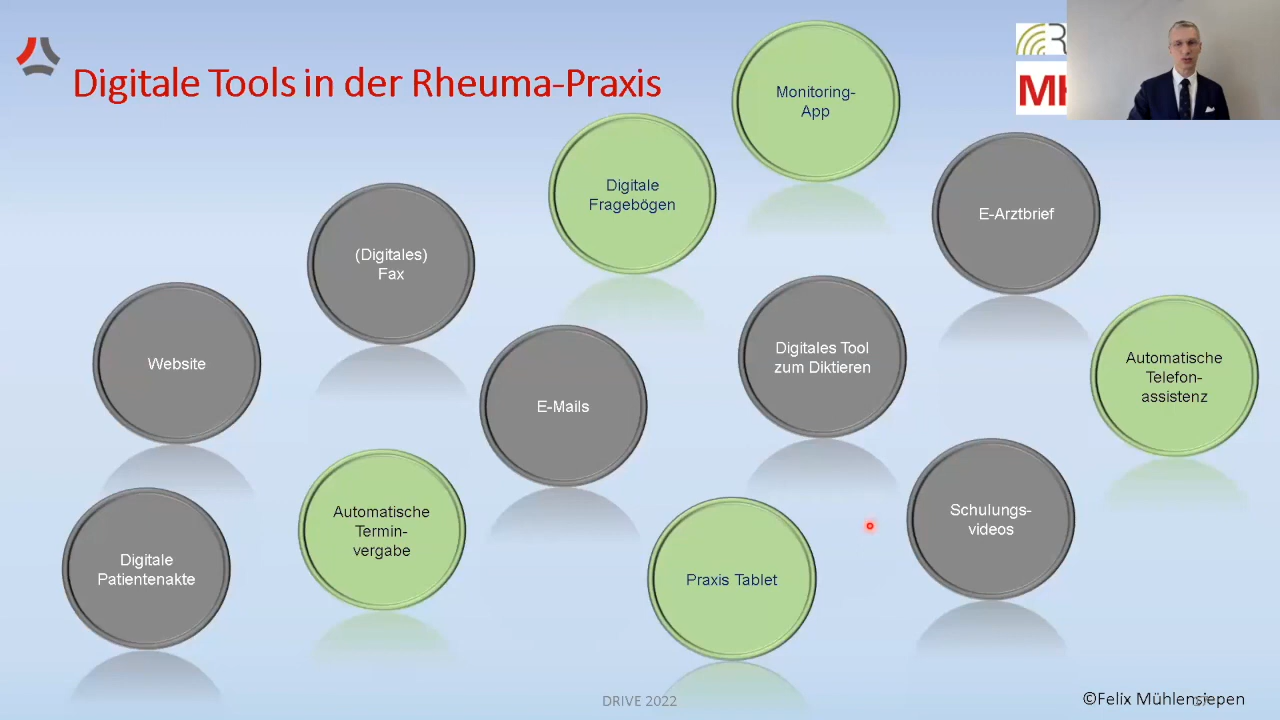 Digitale Tools in der Rheuma-Praxis
Monitoring-
App
Digitale
Fragebögen
E-Arztbrief
(Digitales)
Fax
Website
Digitales Tool
zum Diktieren
Automatische
Telefon-
assistenz
E-Mails
Automatische
Termin-
vergabe
Schulungs-
videos
Digitale
Patientenakte
Praxis Tablet
DRIVE 2022
©Felix Mühlensiepen